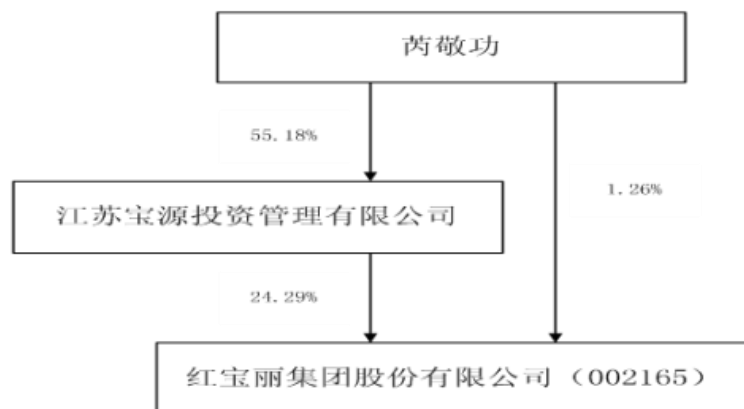 芮敬功
55.18%
1.26%
江苏宝源投资管理有限公司
24.29%
红宝丽集团股份有限公司（002165）